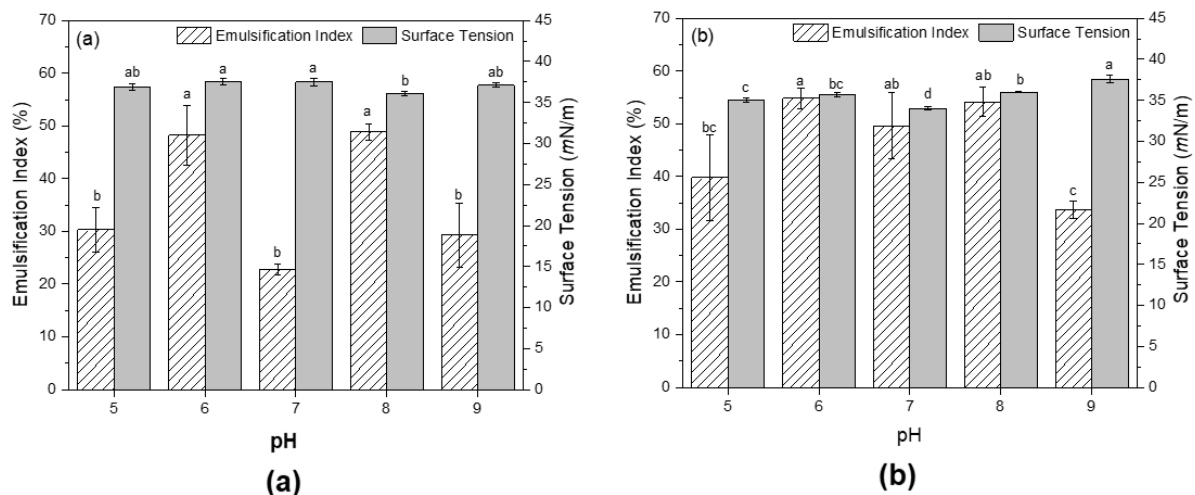 (a)
Emulsification Index
Surface Tension
70
60
50
40
30
20
10
0
Emulsification Index (%)
45
40
35
30
25
20
15
10
5
0
Surface Tension (mN/m)
b
ab
a
a
b
a
a
b
b
ab
5 6 7 8 9
pH
(a)
(b)
Emulsification Index
Surface Tension
70
60
50
40
30
20
10
0
Emulsification Index (%)
45
40
35
30
25
20
15
10
5
0
Surface Tension (mN/m)
bc
c
a
bc
ab
d
ab
b
c
a
5 6 7 8 9
pH
(b)